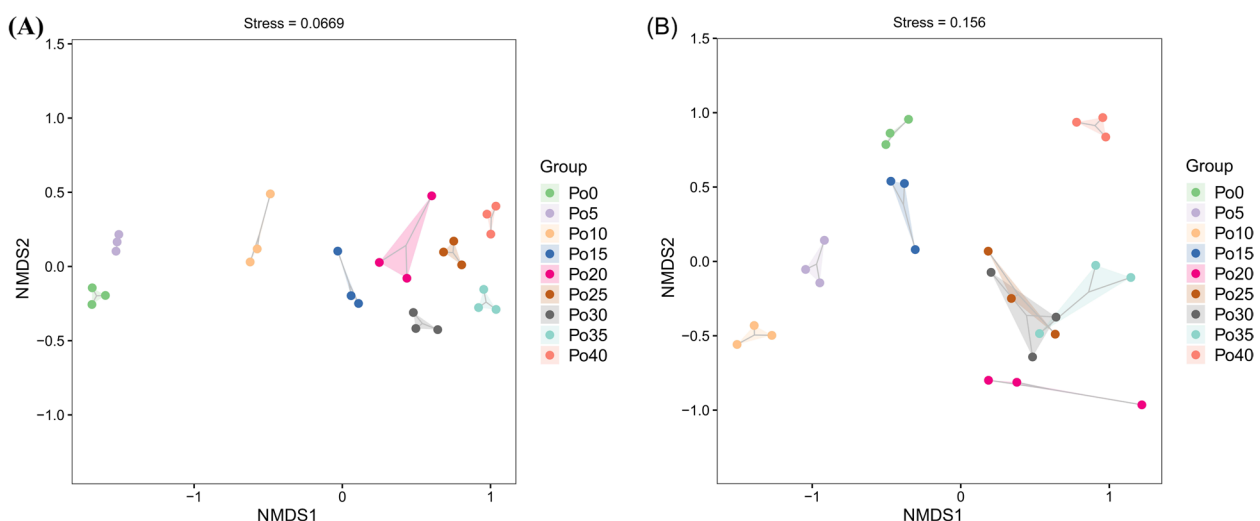 (A)
Stress = 0.0669
NMDS2
1.5
1.0
0.5
0.0
−0.5
−1.0
−1
0
1
NMDS1
Group
Po0
Po5
Po10
Po15
Po20
Po25
Po30
Po35
Po40
(B)
Stress = 0.156
NMDS2
1.5
1.0
0.5
0.0
−0.5
−1.0
−1
0
1
NMDS1
Group
Po0
Po5
Po10
Po15
Po20
Po25
Po30
Po35
Po40